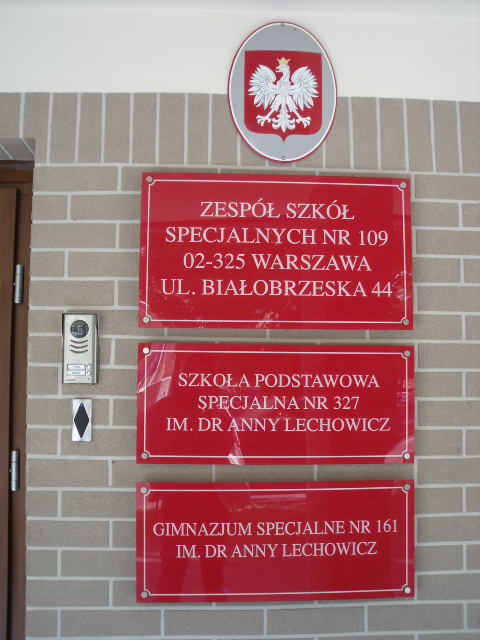 ZESPÓŁ SZKÓŁ
SPECJALNYCH NR 109
02-325 WARSZAWA
UL. BIAŁOBRZESKA 44
SZKOŁA PODSTAWOWA
SPECJALNA NR 327
IM. DR ANNY LECHOWICZ
GIMNAZJUM SPECJALNE NR 161
IM. DR ANNY LECHOWICZ